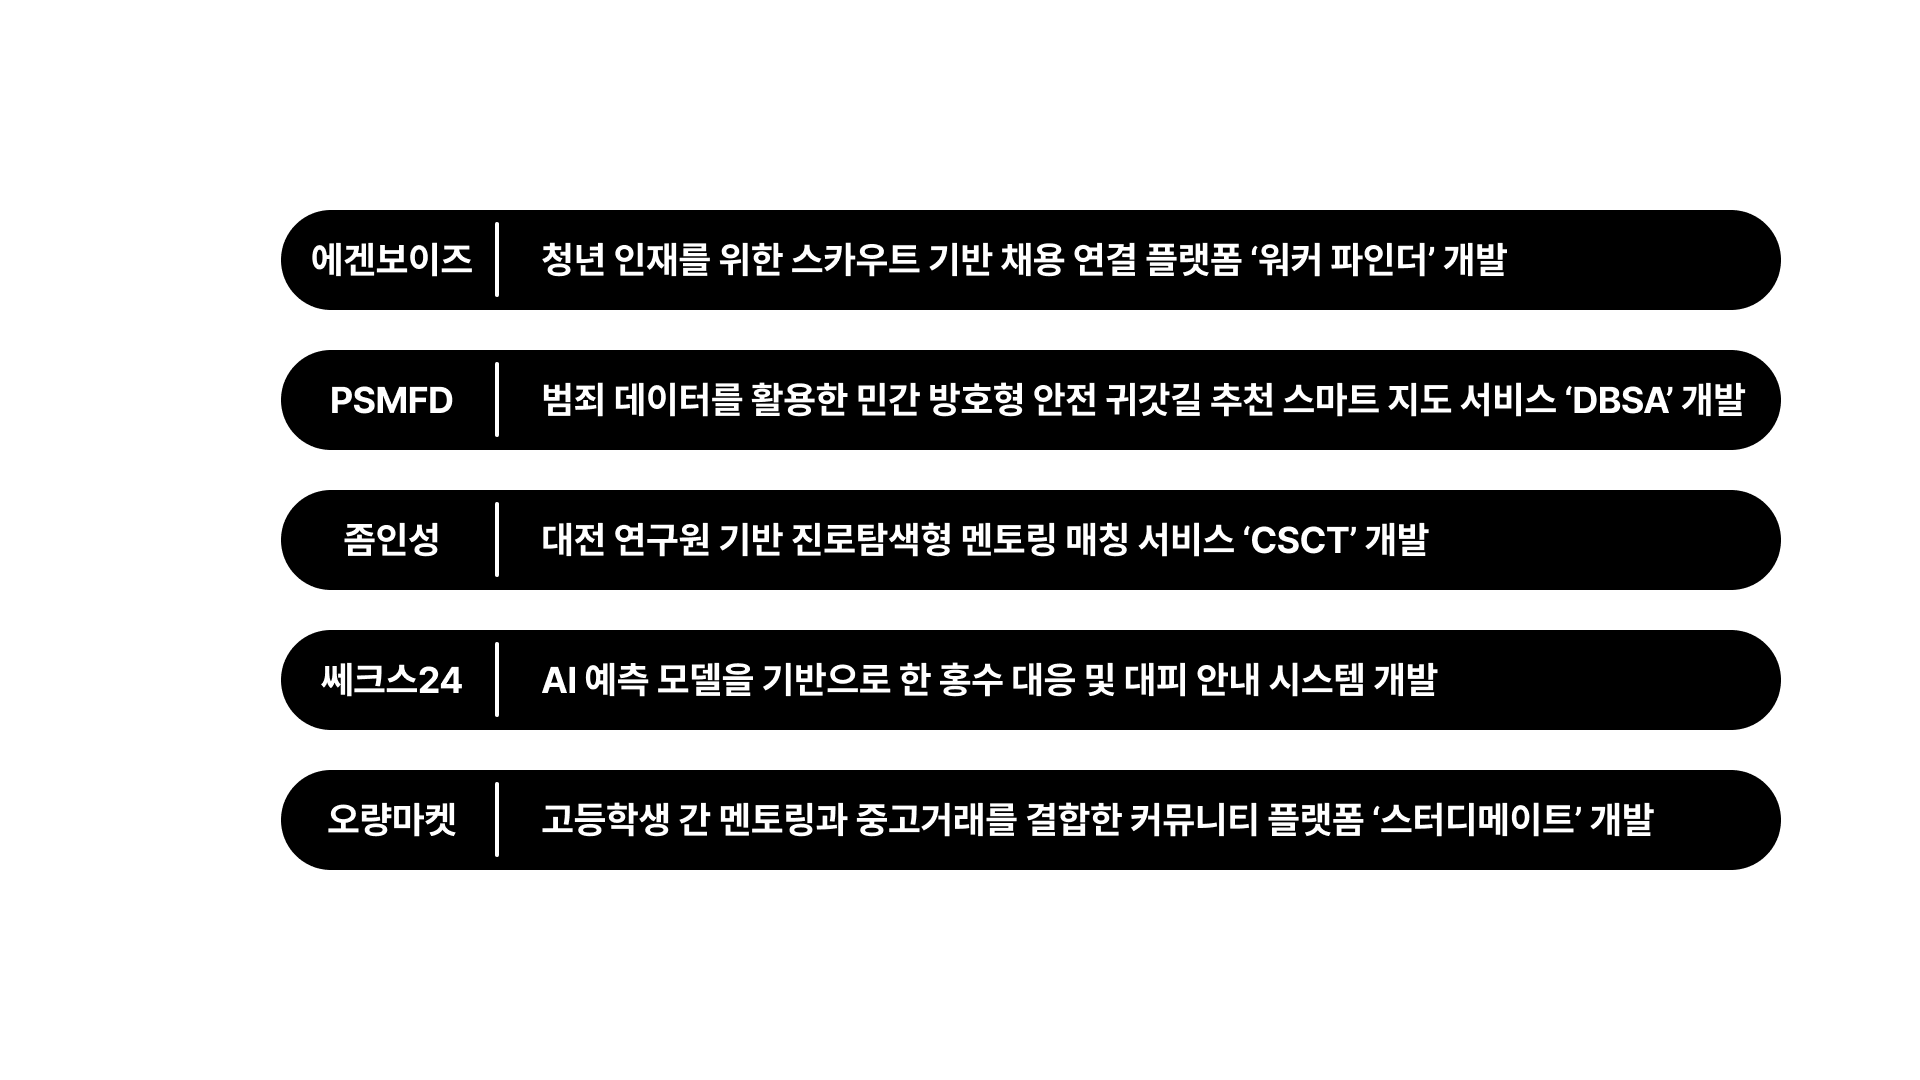 에겐보이즈 청년 인재를 위한 스카우트 기반 채용 연결 플랫폼 ‘워커 파인더’ 개발
PSMFD 범죄 데이터를 활용한 민간 방호형 안전 귀갓길 추천 스마트 지도 서비스 ‘DBSA’ 개발
좀인성 대전 연구원 기반 진로탐색형 멘토링 매칭 서비스 ‘CSCT’ 개발
쎄크스24 AI 예측 모델을 기반으로 한 홍수 대응 및 대피 안내 시스템 개발
오량마켓 고등학생 간 멘토링과 중고거래를 결합한 커뮤니티 플랫폼 ‘스터디메이트’ 개발